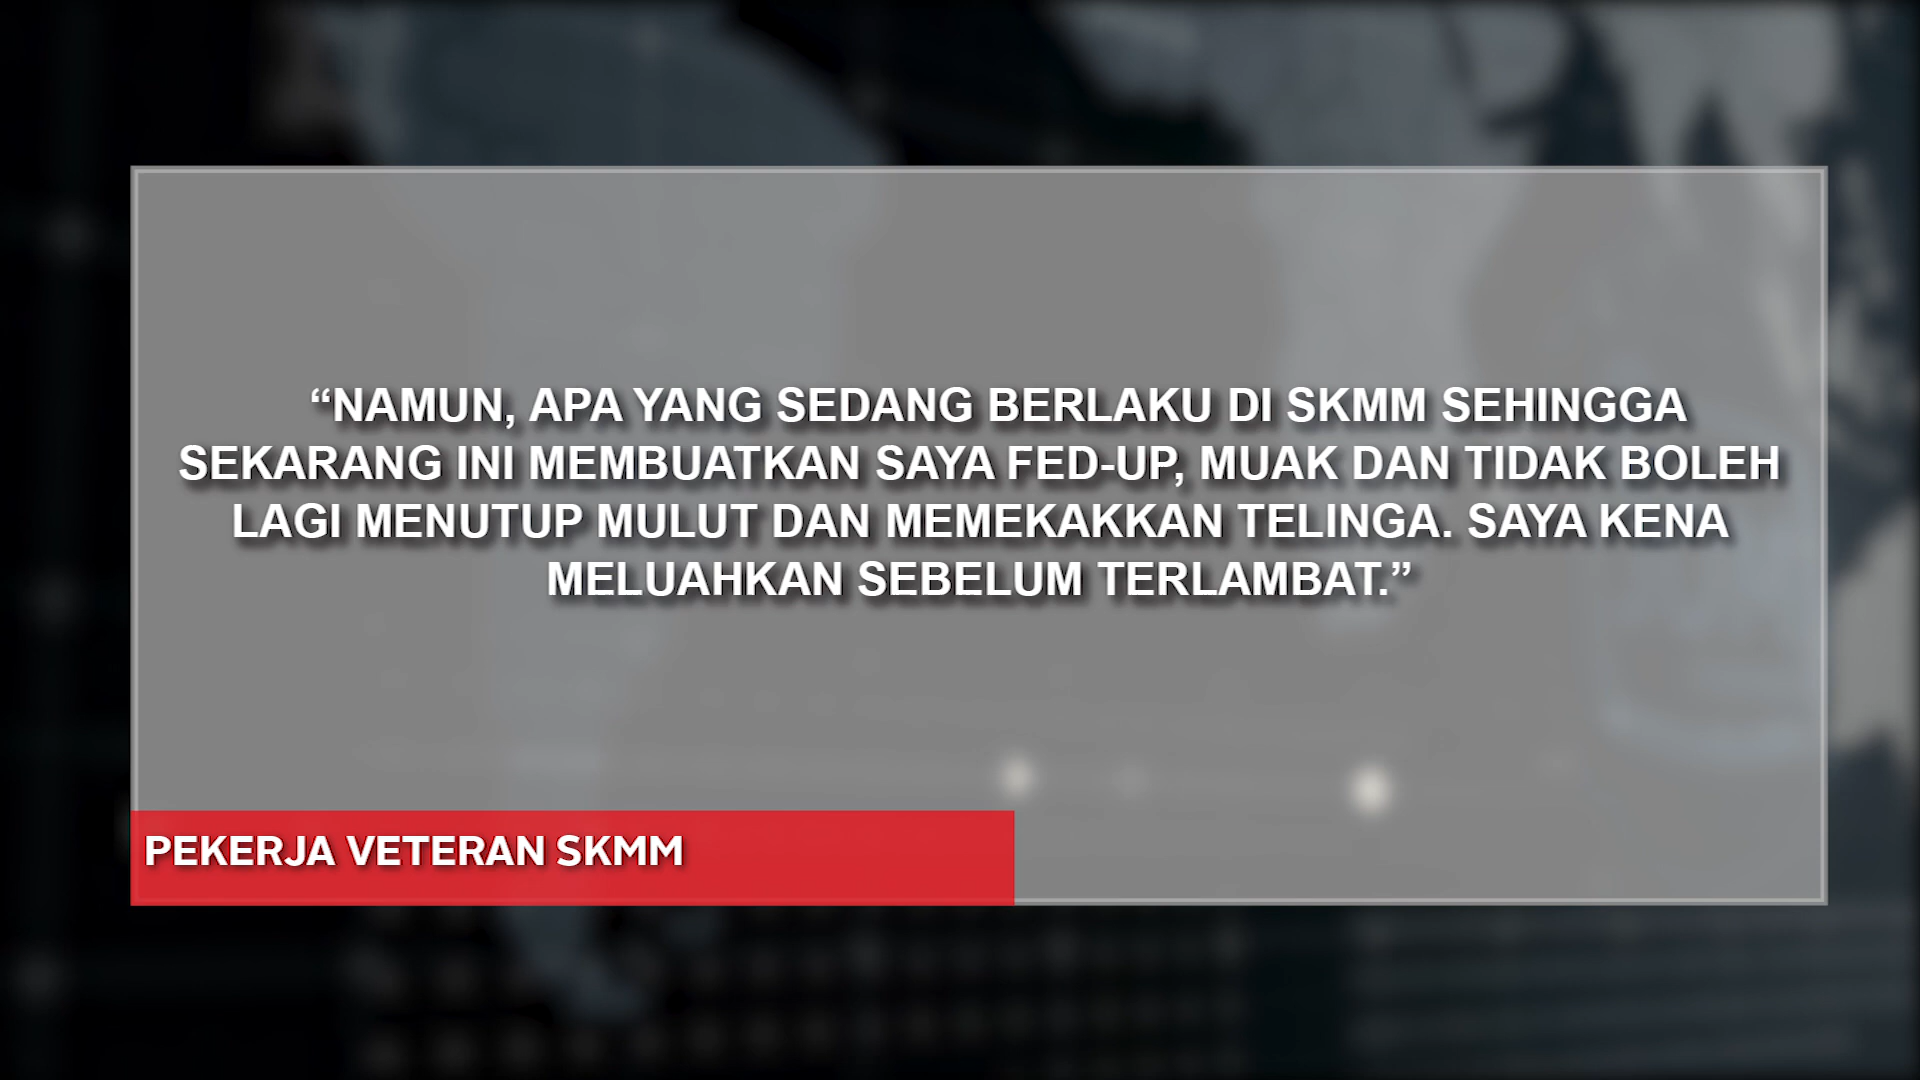 “NAMUN, APA YANG SEDANG BERLAKU DI SKMM SEHINGGA
SEKARANG INI MEMBUATKAN SAYA FED-UP, MUAK DAN TIDAK BOLEH
LAGI MENUTUP MULUT DAN MEMEKAKKAN TELINGA. SAYA KENA
MELUAHKAN SEBELUM TERLAMBAT.”
PEKERJA VETERAN SKMM